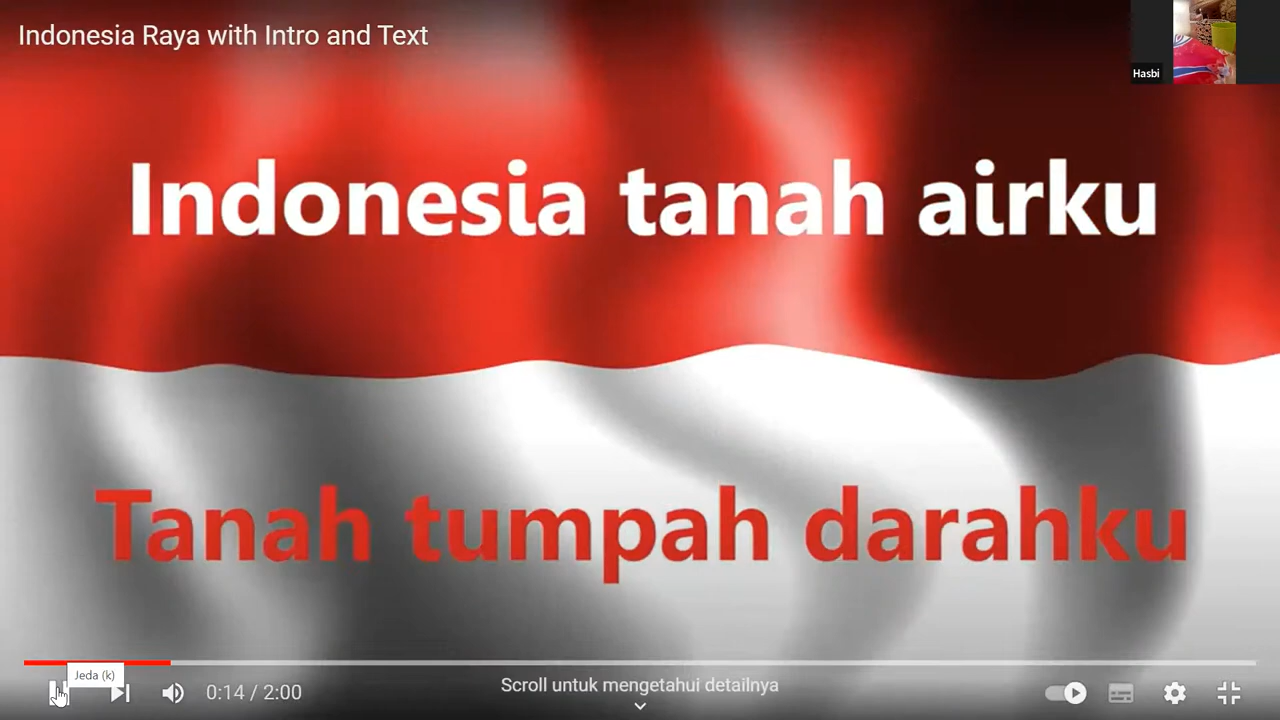 Indonesia Raya with Intro and Text
Hasbi
Indonesia tanah airku
Tanah tumpah darahku
Jeda (k)
0:14 / 2:00
Scroll untuk mengetahui detailnya